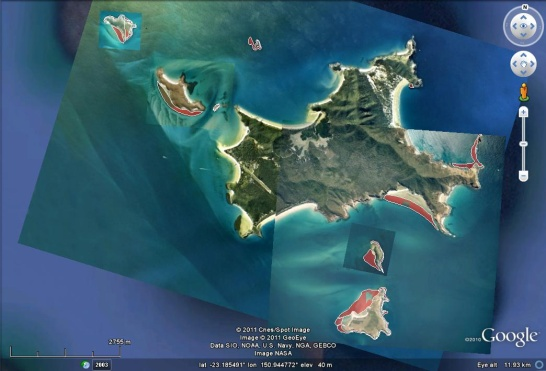 N
© 2011 Cnes/Spot Image
Image © 2011 GeoEye
Data SIO, NOAA, U.S. Navy, NGA, GEBCO
Image NASA
©2010 Google
2755 m
2003
lat -23.185491° lon 150.944772° elev 40 m
Eye alt 11.93 km